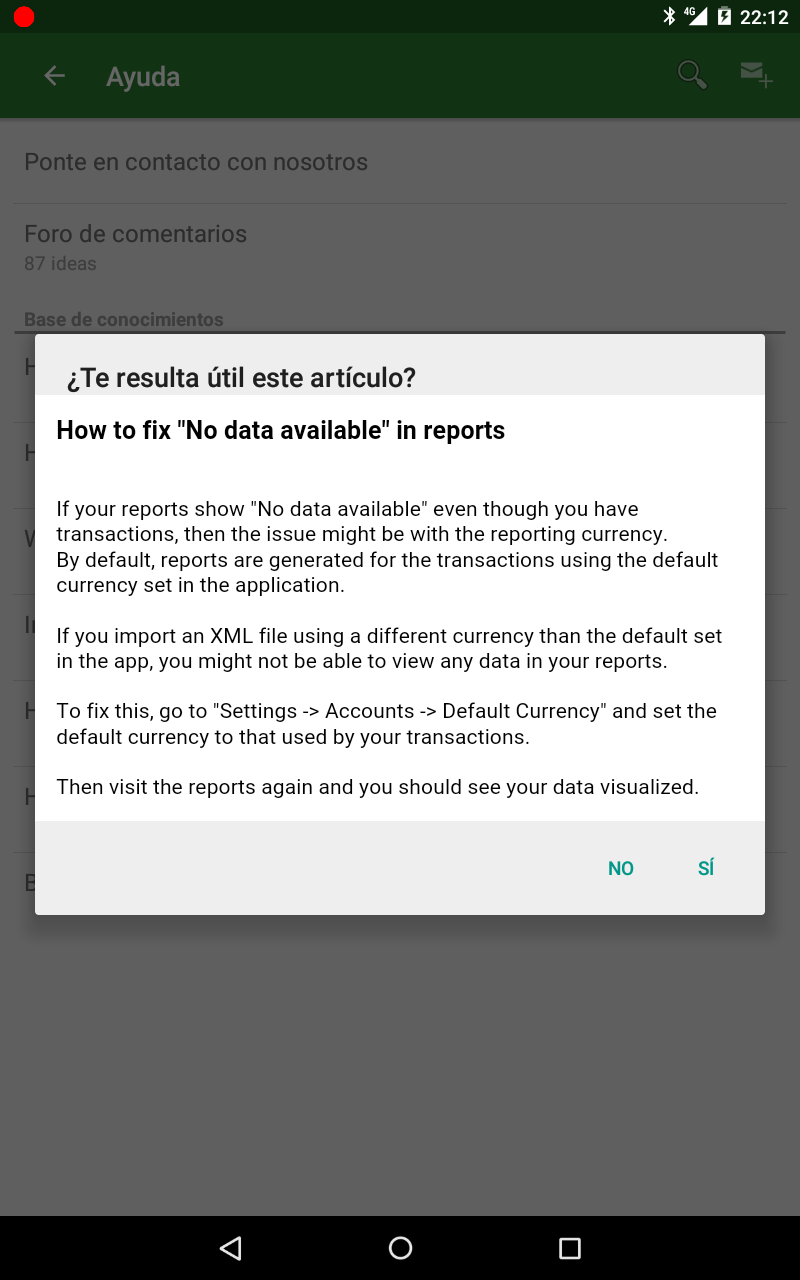 4G 22:12
Ayuda
Ponte en contacto con nosotros
Foro de comentarios
87 ideas
Base de conocimientos
¿Te resulta útil este artículo?
How to fix "No data available" in reports
If your reports show "No data available" even though you have
transactions, then the issue might be with the reporting currency.
By default, reports are generated for the transactions using the default
currency set in the application.
If you import an XML file using a different currency than the default set
in the app, you might not be able to view any data in your reports.
To fix this, go to "Settings -> Accounts -> Default Currency" and set the
default currency to that used by your transactions.
Then visit the reports again and you should see your data visualized.
NO SÍ